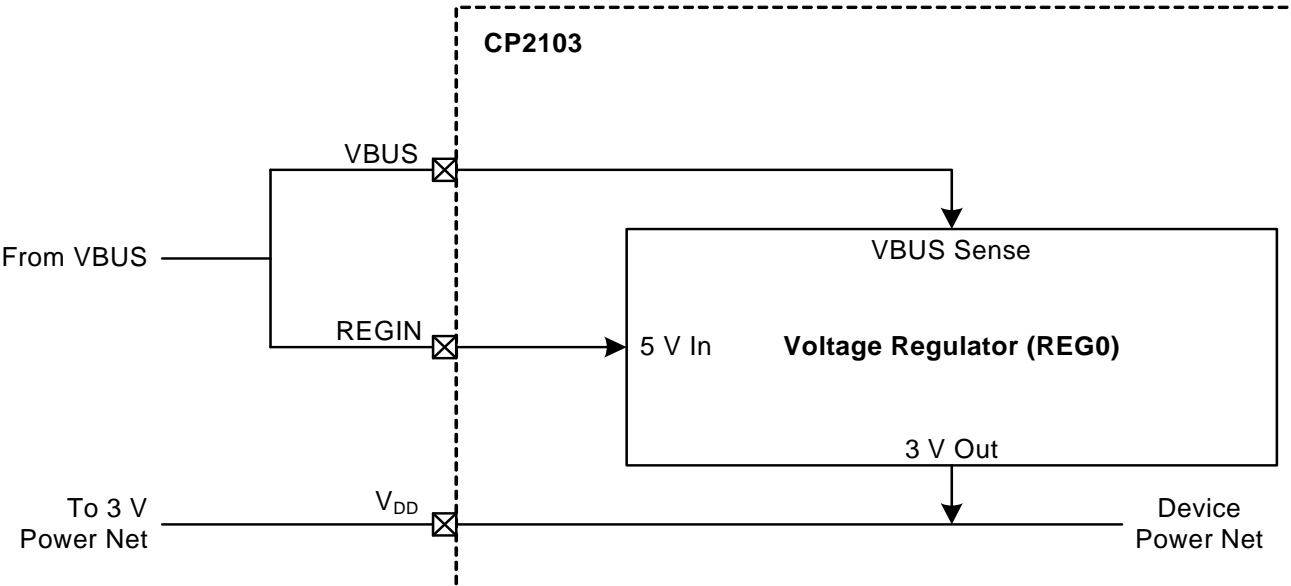 CP2103
VBUS
From VBUS
VBUS Sense
REGIN
5 V In
Voltage Regulator (REG0)
3 V Out
To 3 V
Power Net
VDD
Device
Power Net